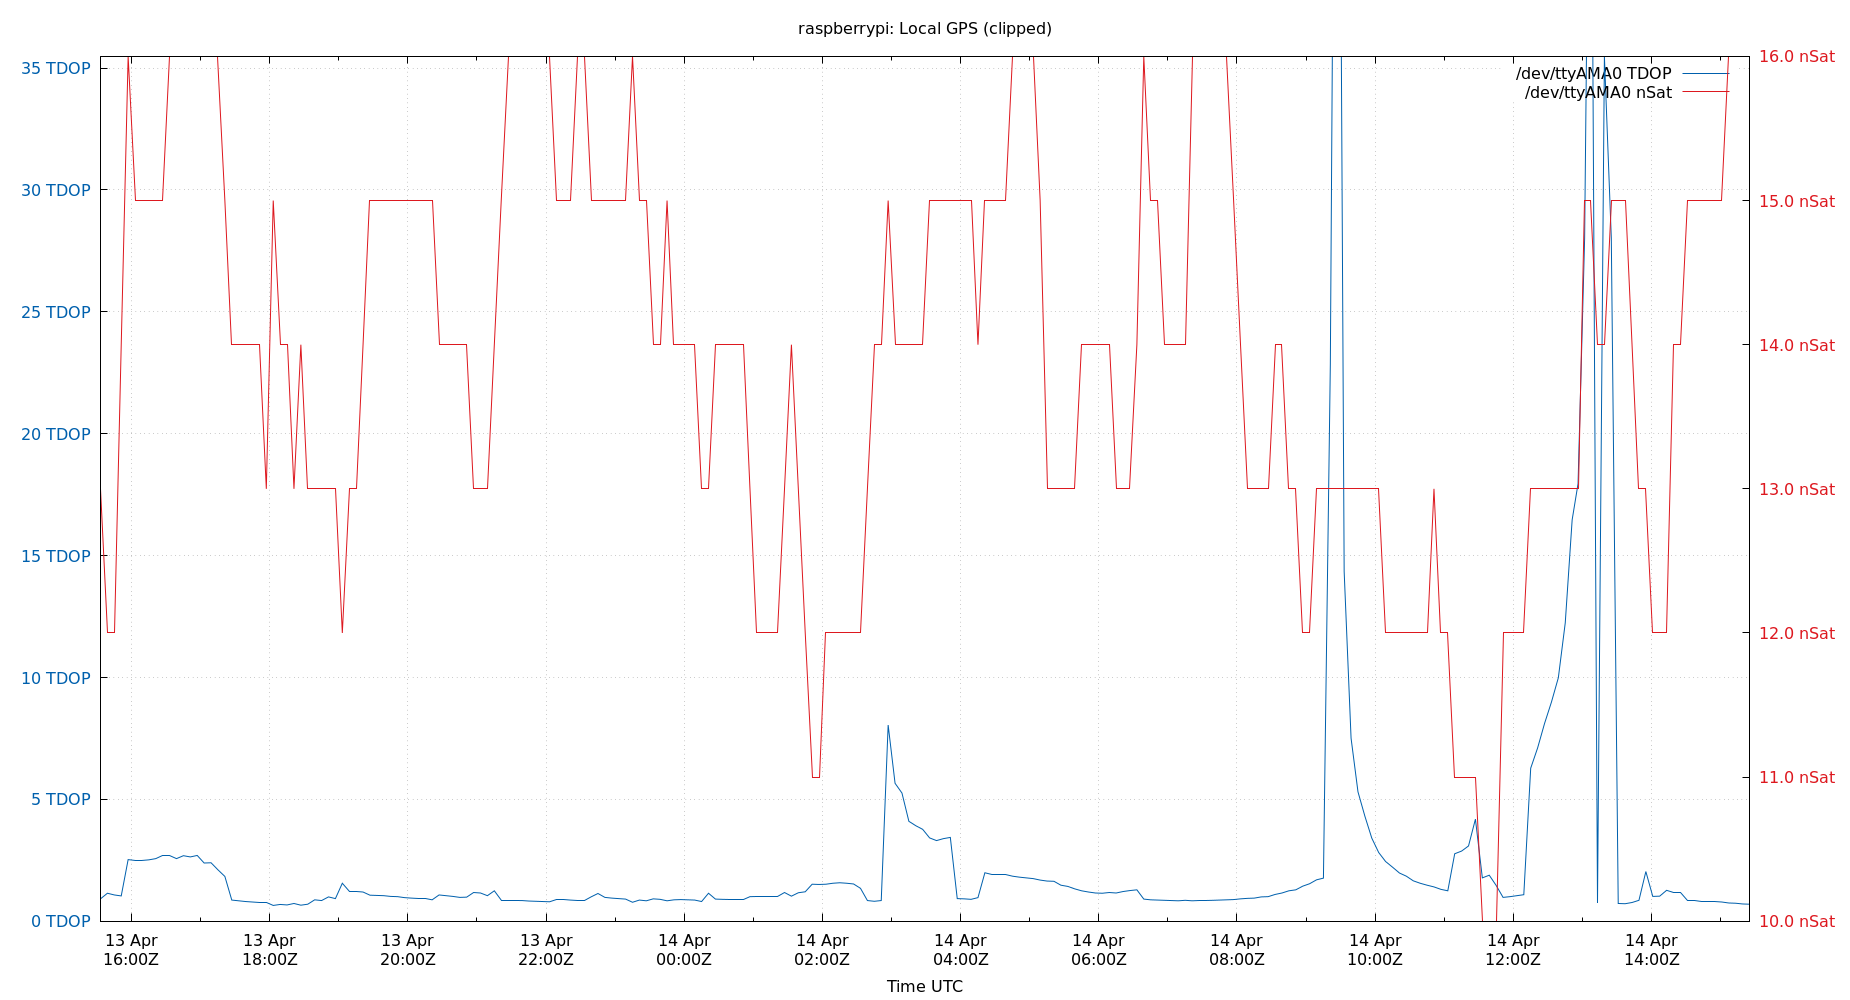 raspberrypi: Local GPS (clipped)
/dev/ttyAMA0 TDOP
/dev/ttyAMA0 nSat
35 TDOP
30 TDOP
25 TDOP
20 TDOP
15 TDOP
10 TDOP
5 TDOP
0 TDOP
16.0 nSat
15.0 nSat
14.0 nSat
13.0 nSat
12.0 nSat
11.0 nSat
10.0 nSat
13 Apr
16:00Z
13 Apr
18:00Z
13 Apr
20:00Z
13 Apr
22:00Z
14 Apr
00:00Z
14 Apr
02:00Z
14 Apr
04:00Z
14 Apr
06:00Z
14 Apr
08:00Z
14 Apr
10:00Z
14 Apr
12:00Z
14 Apr
14:00Z
Time UTC